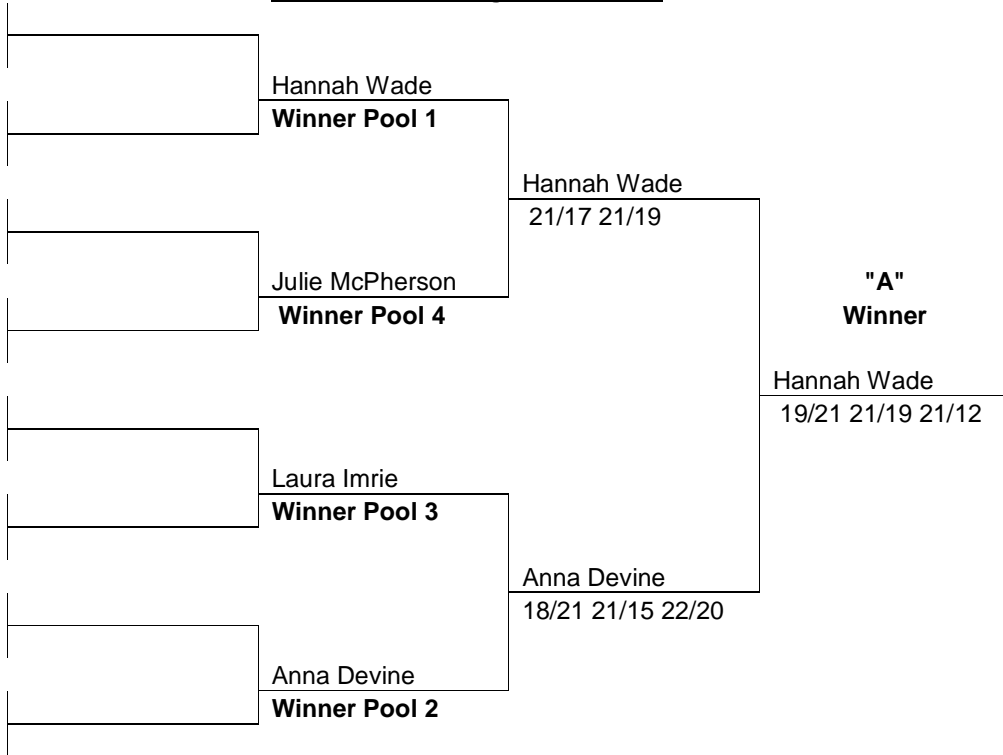 Hannah Wade
Winner Pool 1
Hannah Wade
21/17 21/19
Julie McPherson
Winner Pool 4
"A"
Winner
Hannah Wade
19/21 21/19 21/12
Laura Imrie
Winner Pool 3
Anna Devine
18/21 21/15 22/20
Anna Devine
Winner Pool 2